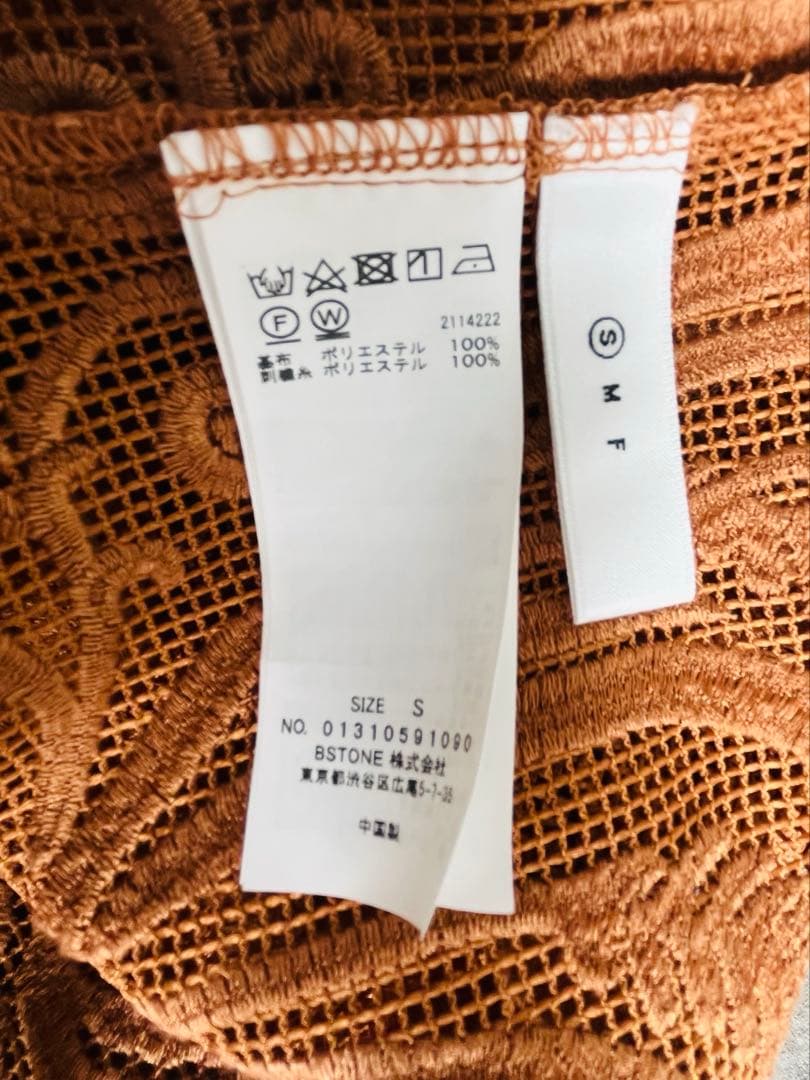 F W 2114222
基布 ポリエステル 100%
刺繍糸 ポリエステル 100%
SIZE S
NO. 01310591090
BSTONE 株式会社
東京都渋谷区広尾5-7-35
中国製
S M F